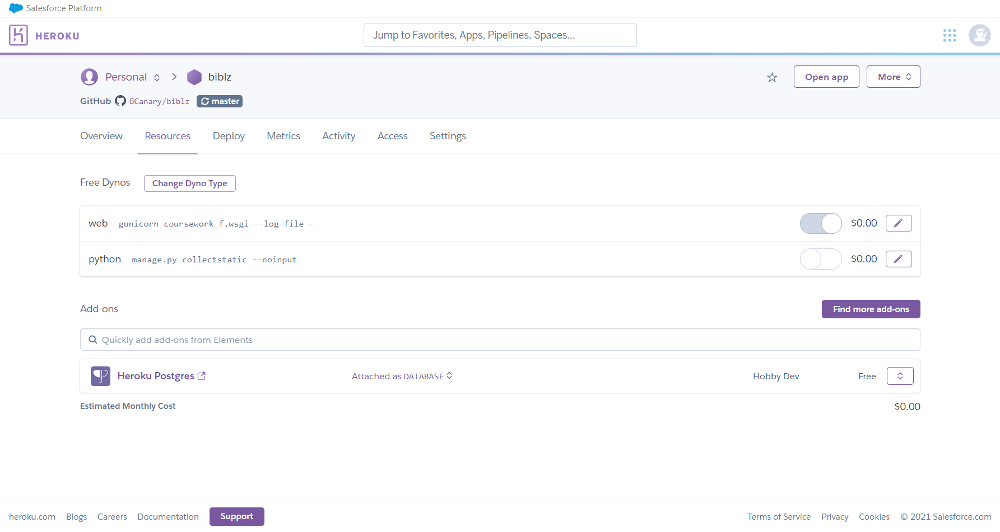 Salesforce Platform
HEROKU
Jump to Favorites, Apps, Pipelines, Spaces...
Personal biblz
Open app
More
GitHub BCanary/biblz master
Overview Resources Deploy Metrics Activity Access Settings
Free Dynos
Change Dyno Type
web gunicorn coursework_f.wsgi --log-file - $0.00
python manage.py collectstatic --noinput $0.00
Add-ons
Find more add-ons
Quickly add add-ons from Elements
Heroku Postgres Attached as DATABASE Hobby Dev Free
Estimated Monthly Cost $0.00
heroku.com Blogs Careers Documentation Support Terms of Service Privacy Cookies © 2021 Salesforce.com